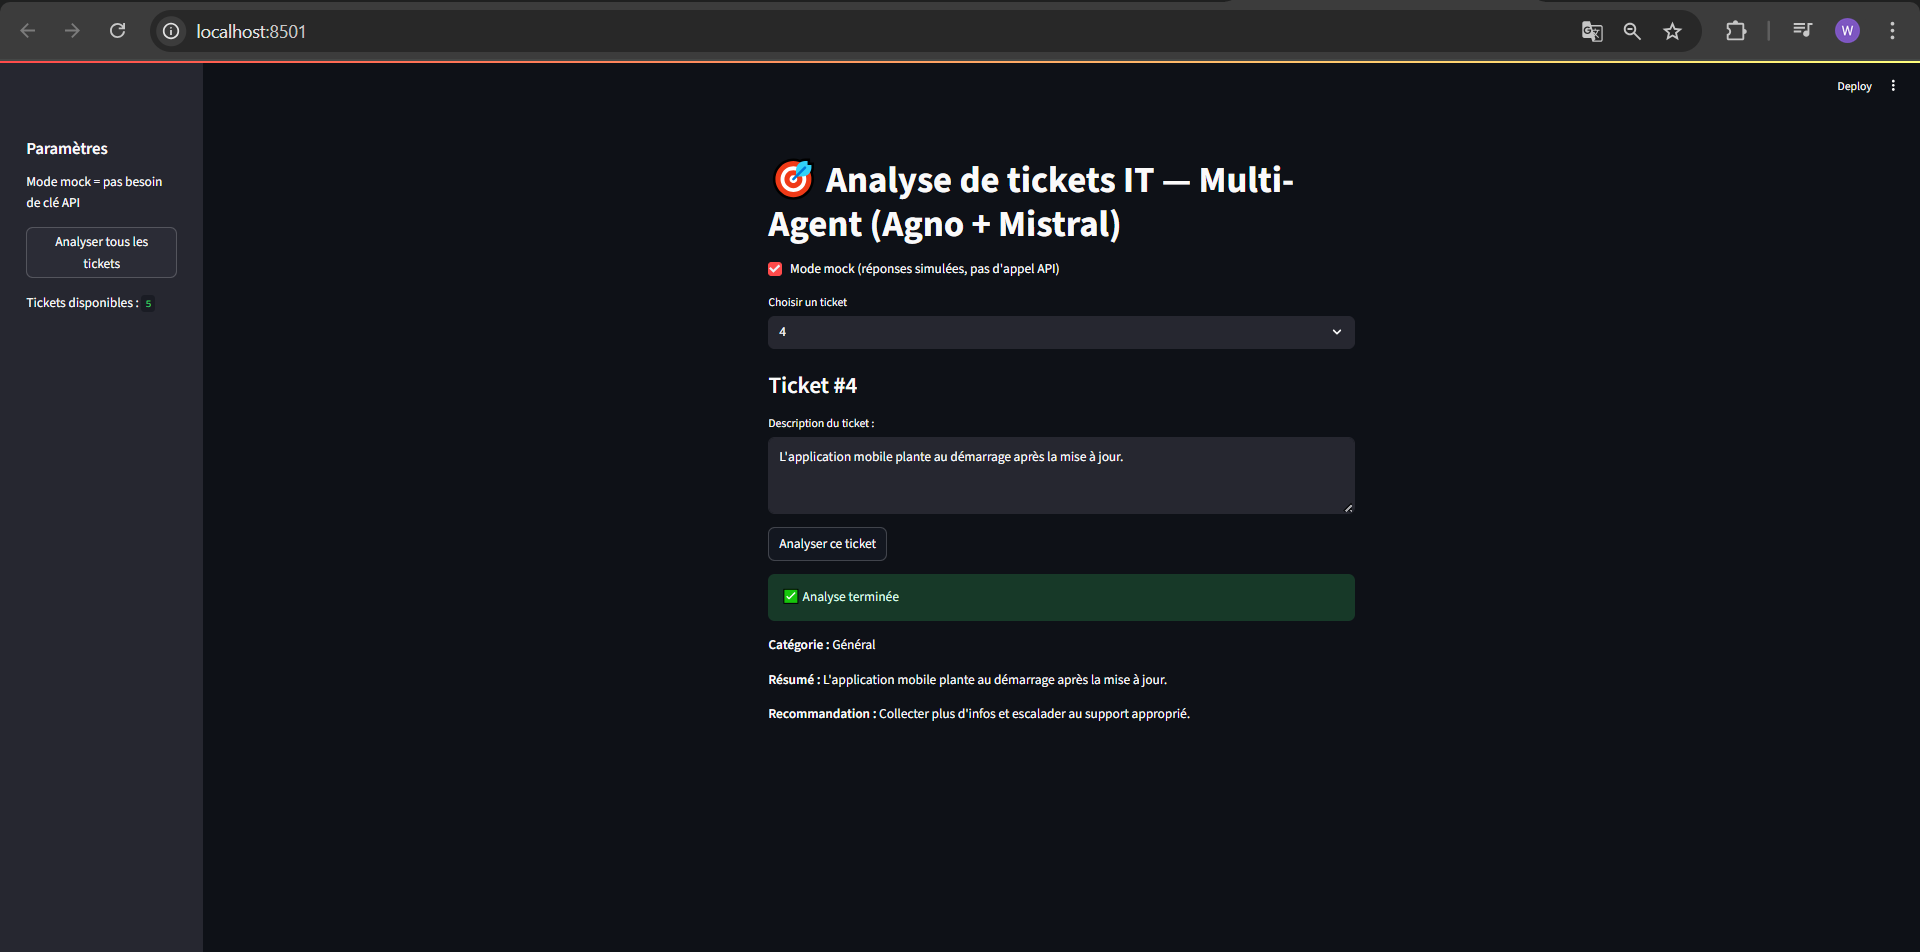 localhost:8501
W
Deploy
Paramètres
Mode mock = pas besoin
de clé API
Analyser tous les
tickets
Tickets disponibles : 5
Analyse de tickets IT — Multi-
Agent (Agno + Mistral)
Mode mock (réponses simulées, pas d'appel API)
Choisir un ticket
4
Ticket #4
Description du ticket :
L'application mobile plante au démarrage après la mise à jour.
Analyser ce ticket
Analyse terminée
Catégorie : Général
Résumé : L'application mobile plante au démarrage après la mise à jour.
Recommandation : Collecter plus d'infos et escalader au support approprié.